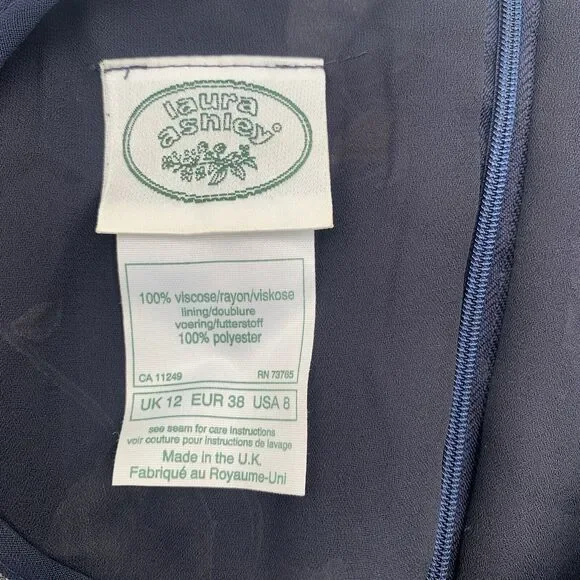 laura
ashley®
100% viscose/rayon/viskose
lining/doublure
voering/futterstoff
100% polyester
CA 11249 RN 73765
UK 12 EUR 38 USA 8
see seam for care instructions
voir couture pour instructions de lavage
Made in the U.K.
Fabriqué au Royaume-Uni